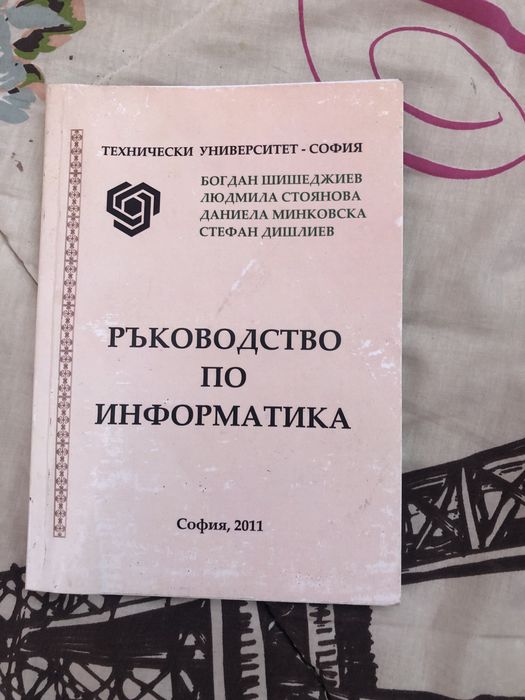 ТЕХНИЧЕСКИ УНИВЕРСИТЕТ - СОФИЯ
БОГДАН ШИШЕДЖИЕВ
ЛЮДМИЛА СТОЯНОВА
ДАНИЕЛА МИНКОВСКА
СТЕФАН ДИШЛИЕВ
РЪКОВОДСТВО
ПО
ИНФОРМАТИКА
София, 2011